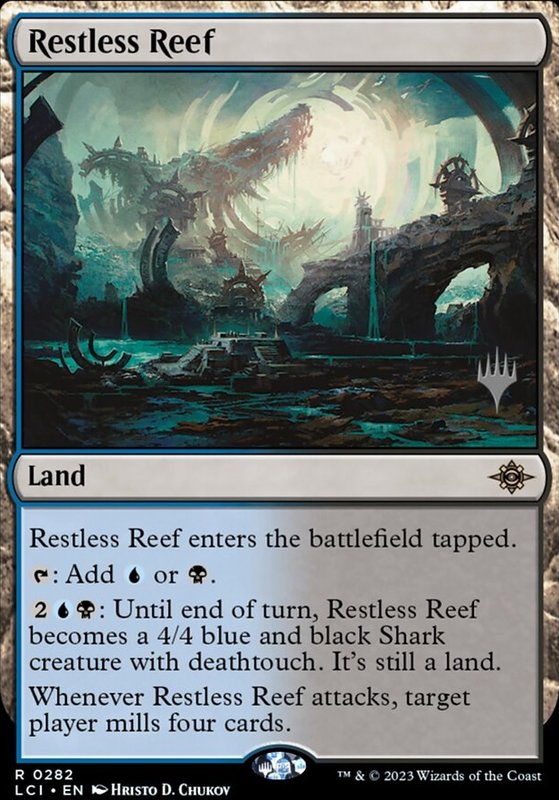 Restless Reef
Land
Restless Reef enters the battlefield tapped.
: Add or .
2 : Until end of turn, Restless Reef
becomes a 4/4 blue and black Shark
creature with deathtouch. It's still a land.
Whenever Restless Reef attacks, target
player mills four cards.
R 0282
LCI • EN Hristo D. Chukov
™ & © 2023 Wizards of the Coast